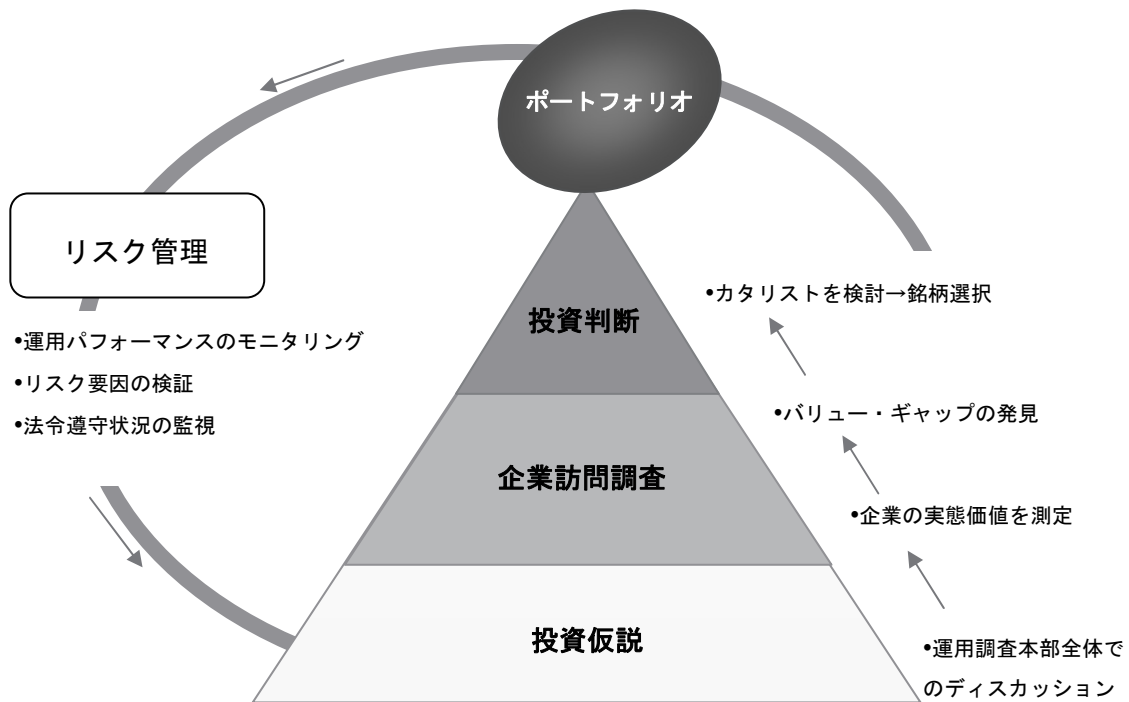 ポートフォリオ
リスク管理
•運用パフォーマンスのモニタリング
•リスク要因の検証
•法令遵守状況の監視
投資判断
企業訪問調査
投資仮説
•カタリストを検討→銘柄選択
•バリュー・ギャップの発見
•企業の実態価値を測定
•運用調査本部全体で
のディスカッション